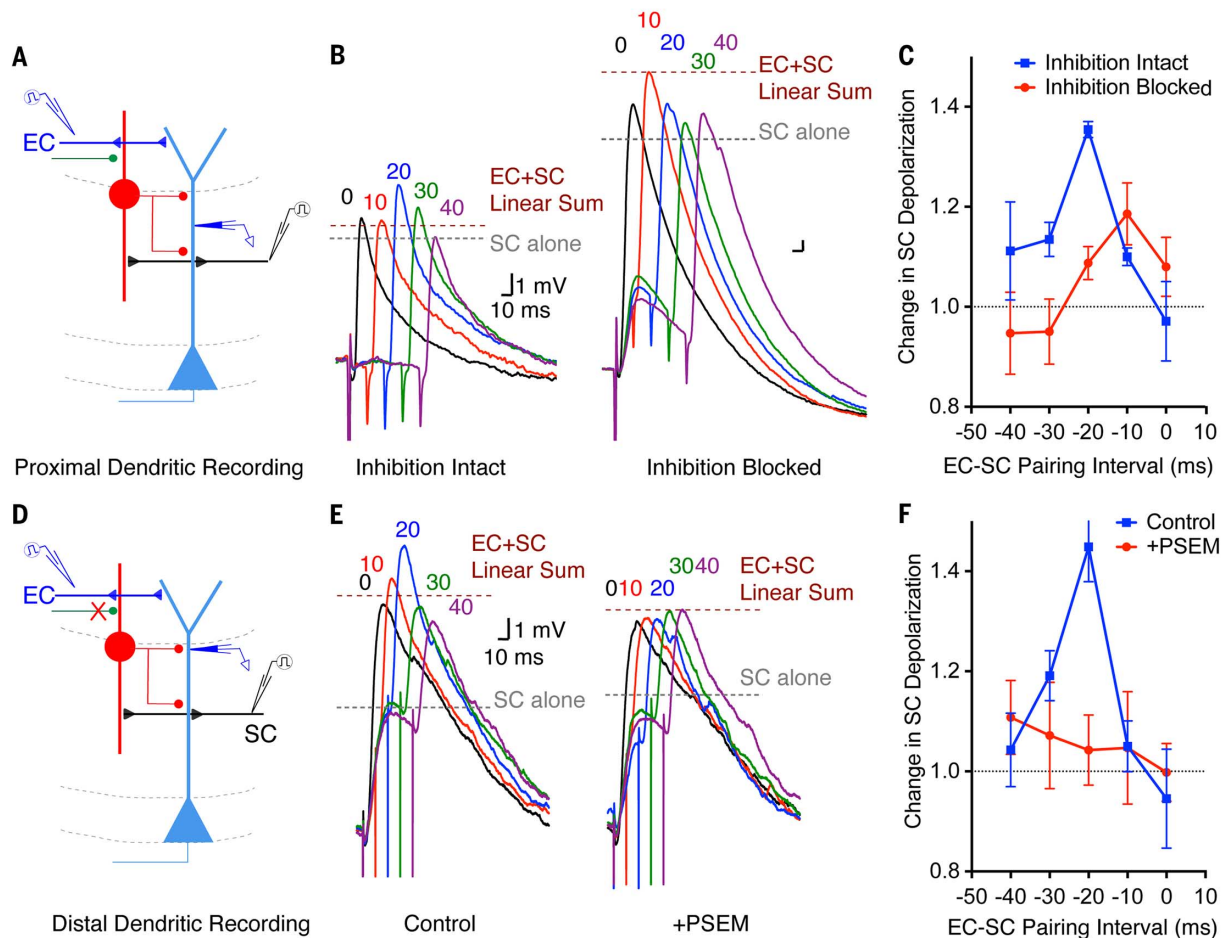 A
EC
Proximal Dendritic Recording
B
0
10
20
30
40
EC+SC
Linear Sum
SC alone
1 mV
10 ms
Inhibition Intact
0
10
20
30
40
EC+SC
Linear Sum
SC alone
Inhibition Blocked
C
Inhibition Intact
Inhibition Blocked
Change in SC Depolarization
1.4
1.2
1.0
0.8
-50 -40 -30 -20 -10 0 10
EC-SC Pairing Interval (ms)
D
EC
SC
Distal Dendritic Recording
E
0
10
20
30
40
EC+SC
Linear Sum
SC alone
1 mV
10 ms
Control
0 10 20 30 40
EC+SC
Linear Sum
SC alone
+PSEM
F
Control
+PSEM
Change in SC Depolarization
1.4
1.2
1.0
0.8
-50 -40 -30 -20 -10 0 10
EC-SC Pairing Interval (ms)